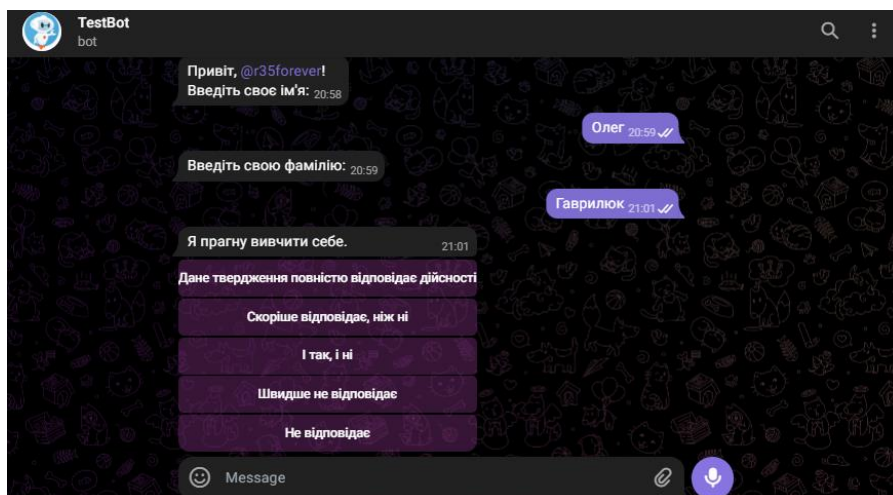 TestBot
bot
Привіт, @r35forever!
Введіть своє ім'я: 20:58
Олег 20:59
Введіть свою фамілію: 20:59
Гаврилюк 21:01
Я прагну вивчити себе. 21:01
Дане твердження повністю відповідає дійсності
Скоріше відповідає, ніж ні
І так, і ні
Швидше не відповідає
Не відповідає
Message